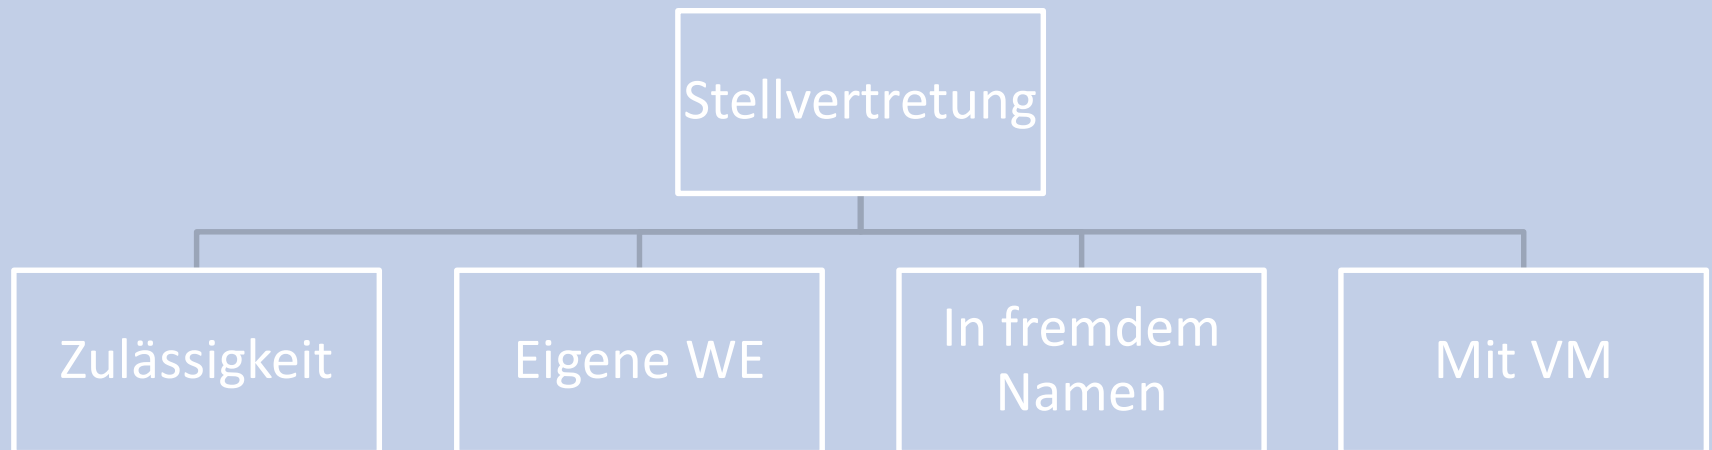 Stellvertretung
Zulässigkeit
Eigene WE
In fremdem
Namen
Mit VM